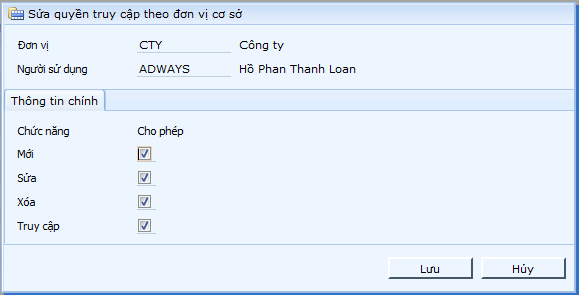 Sửa quyền truy cập theo đơn vị cơ sở
Đơn vị CTY Công ty
Người sử dụng ADWAYS Hồ Phan Thanh Loan
Thông tin chính
Chức năng Cho phép
Mới
Sửa
Xóa
Truy cập
Lưu Hủy